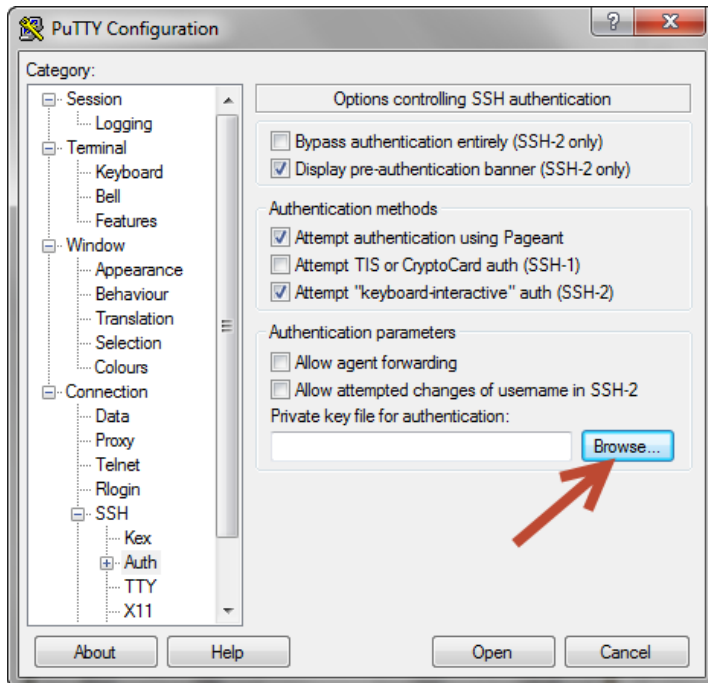 PuTTY Configuration
Category:
Session
Logging
Terminal
Keyboard
Bell
Features
Window
Appearance
Behaviour
Translation
Selection
Colours
Connection
Data
Proxy
Telnet
Rlogin
SSH
Kex
Auth
TTY
X11
Options controlling SSH authentication
Bypass authentication entirely (SSH-2 only)
Display pre-authentication banner (SSH-2 only)
Authentication methods
Attempt authentication using Pageant
Attempt TIS or CryptoCard auth (SSH-1)
Attempt "keyboard-interactive" auth (SSH-2)
Authentication parameters
Allow agent forwarding
Allow attempted changes of username in SSH-2
Private key file for authentication:
Browse...
About
Help
Open
Cancel